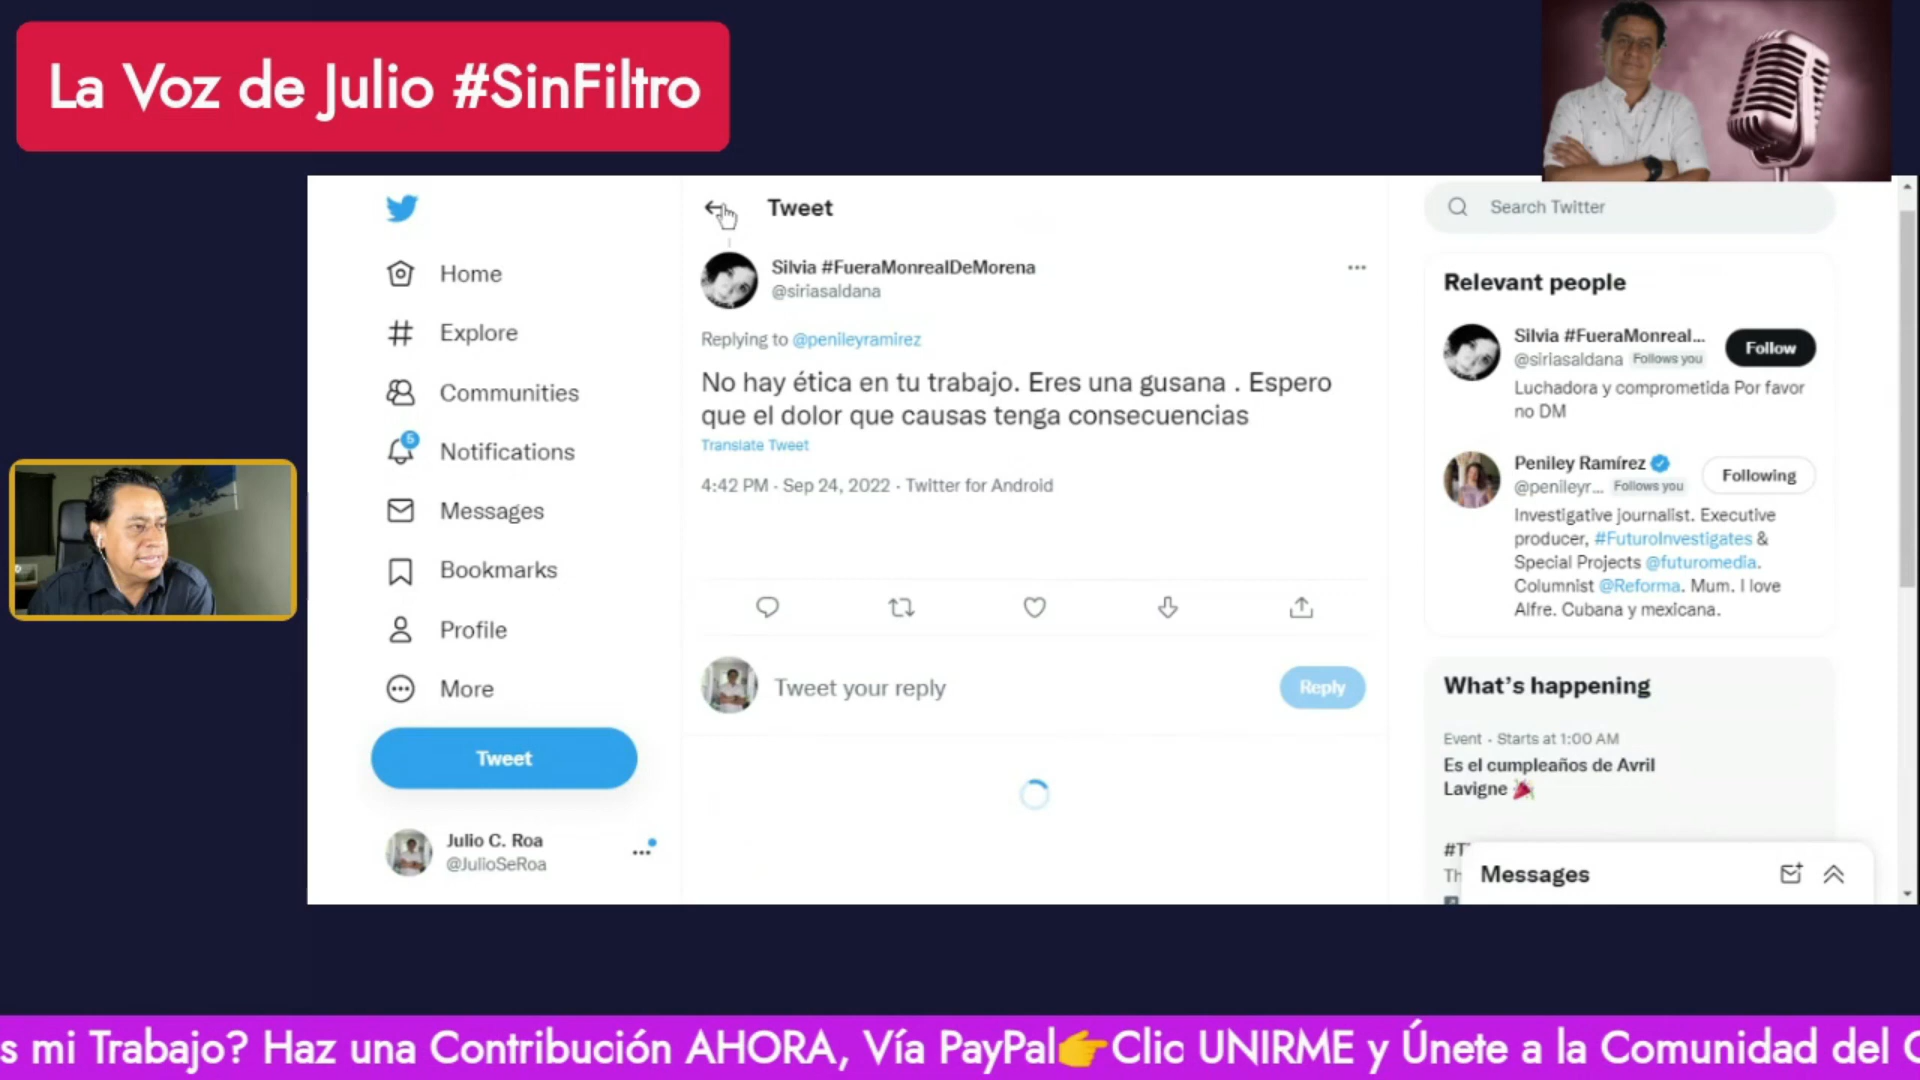 La Voz de Julio #SinFiltro
Home
Explore
Communities
5
Notifications
Messages
Bookmarks
Profile
More
Tweet
Julio C. Roa
@JulioSeRoa
Tweet
Silvia #FueraMonrealDeMorena
@siriasaldana
Replying to @penileyramirez
No hay ética en tu trabajo. Eres una gusana . Espero
que el dolor que causas tenga consecuencias
Translate Tweet
4:42 PM · Sep 24, 2022 · Twitter for Android
Tweet your reply
Reply
Search Twitter
Relevant people
Silvia #FueraMonreal...
@siriasaldana Follows you
Follow
Luchadora y comprometida Por favor
no DM
Peniley Ramírez
@penileyr... Follows you
Following
Investigative journalist. Executive
producer, #FuturoInvestigates &
Special Projects @futuromedia.
Columnist @Reforma. Mum. I love
Alfre. Cubana y mexicana.
What's happening
Event · Starts at 1:00 AM
Es el cumpleaños de Avril
Lavigne 🎉
Messages
s mi Trabajo? Haz una Contribución AHORA, Vía PayPal👉Clic UNIRME y Únete a la Comunidad del